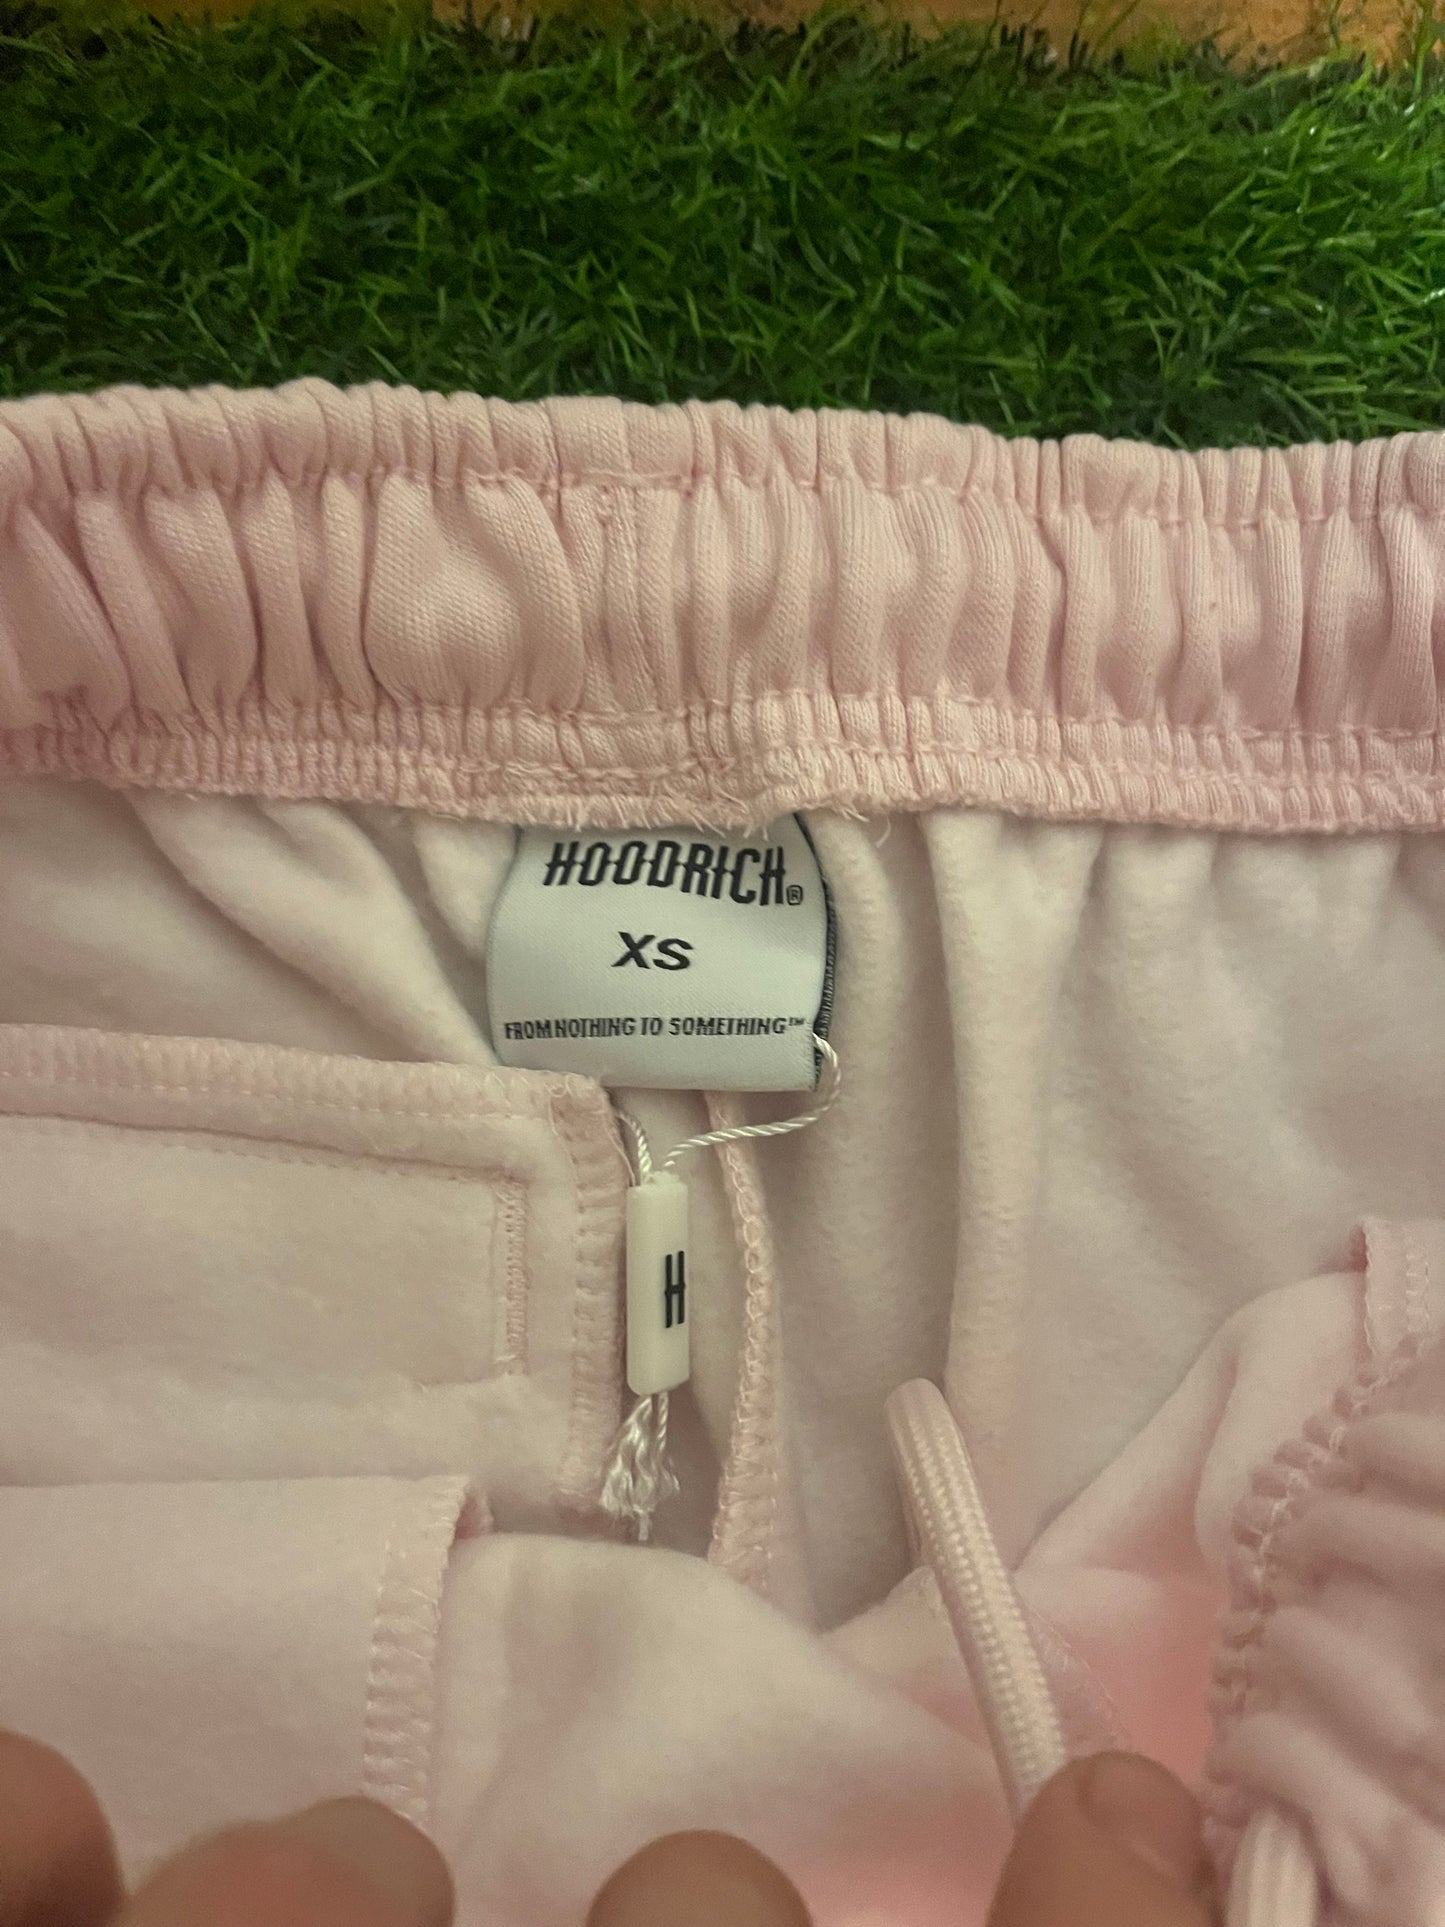 HOODRICH®
XS
FROM NOTHING TO SOMETHING™
H